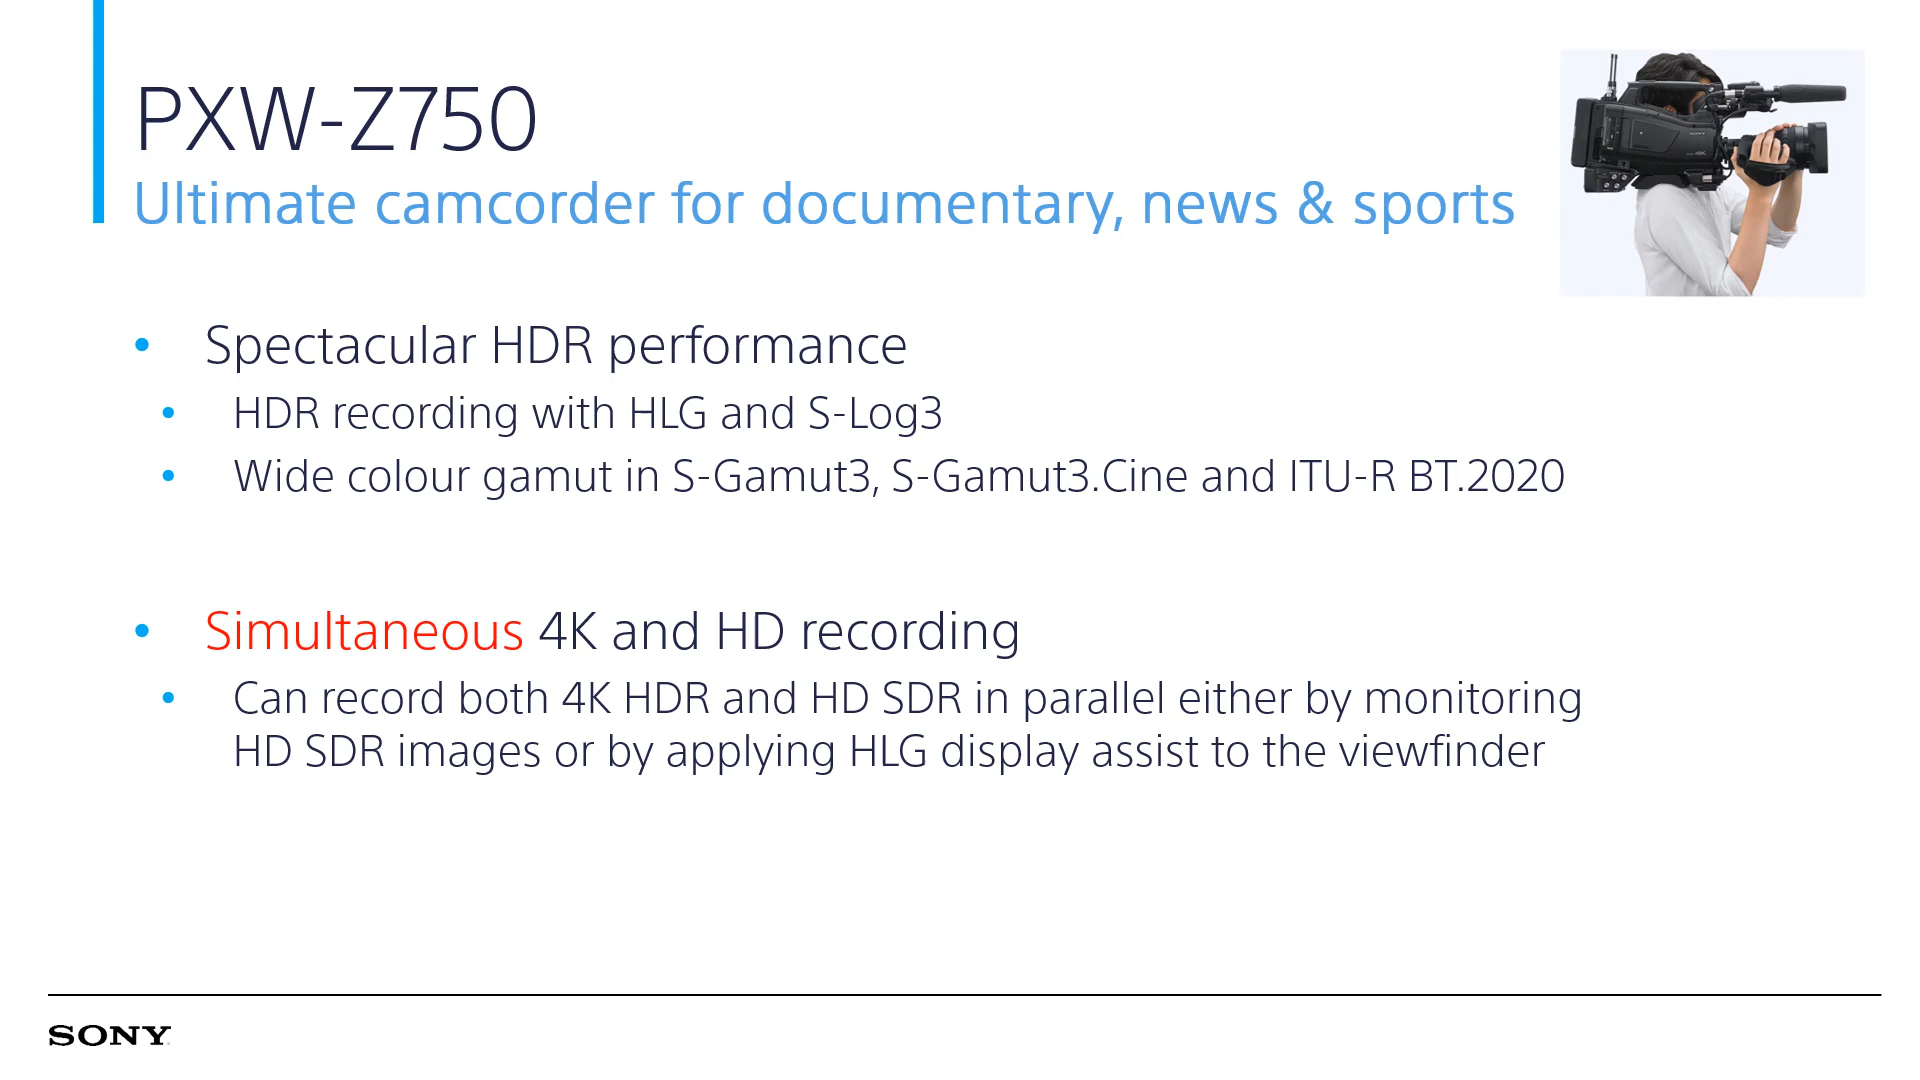 PXW-Z750
Ultimate camcorder for documentary, news & sports
• Spectacular HDR performance
• HDR recording with HLG and S-Log3
• Wide colour gamut in S-Gamut3, S-Gamut3.Cine and ITU-R BT.2020
• Simultaneous 4K and HD recording
• Can record both 4K HDR and HD SDR in parallel either by monitoring
HD SDR images or by applying HLG display assist to the viewfinder
SONY
SONY
4K